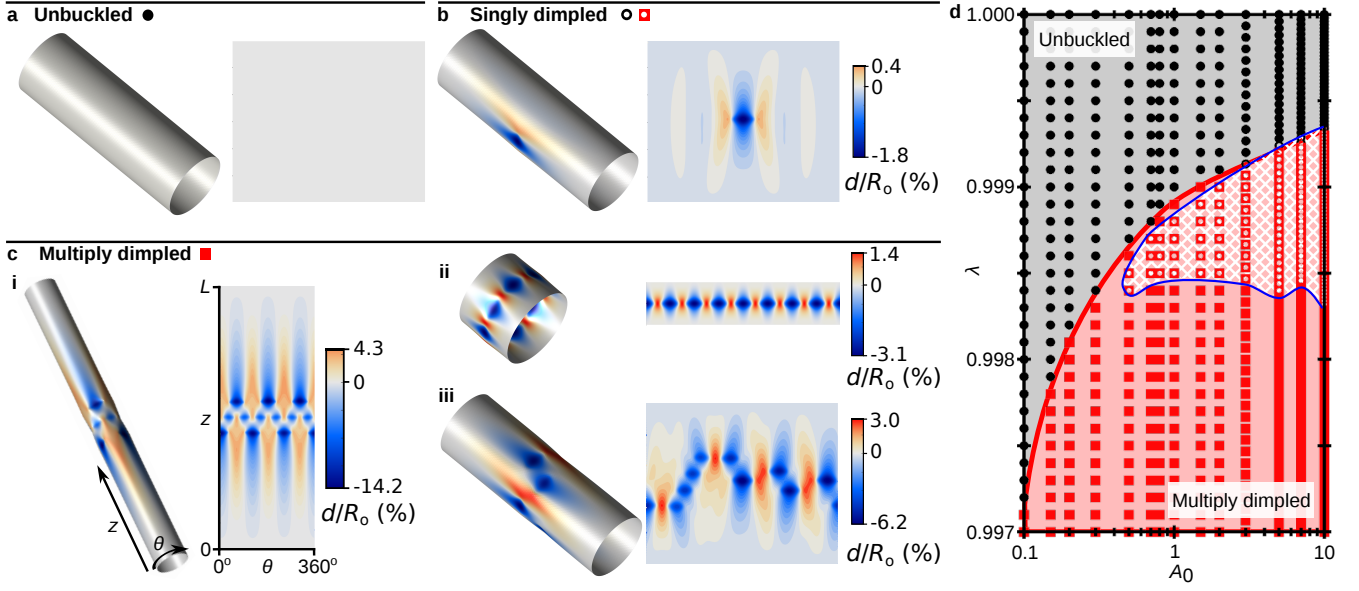 a Unbuckled
b Singly dimpled
0.4
0
-1.8
d/Ro (%)
c Multiply dimpled
i
L
z
0
0º θ 360º
z
θ
4.3
0
-14.2
d/Ro (%)
ii
1.4
0
-3.1
d/Ro (%)
iii
3.0
0
-6.2
d/Ro (%)
d
1.000
0.999
0.998
0.997
λ
Unbuckled
Multiply dimpled
0.1 1 10
A0